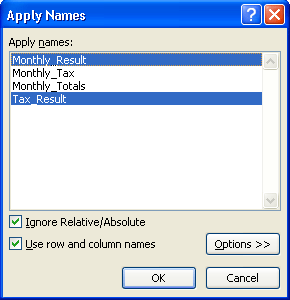 Apply Names
?
X
Apply names:
Monthly_Result
Monthly_Tax
Monthly_Totals
Tax_Result
Ignore Relative/Absolute
Use row and column names
Options >>
OK
Cancel